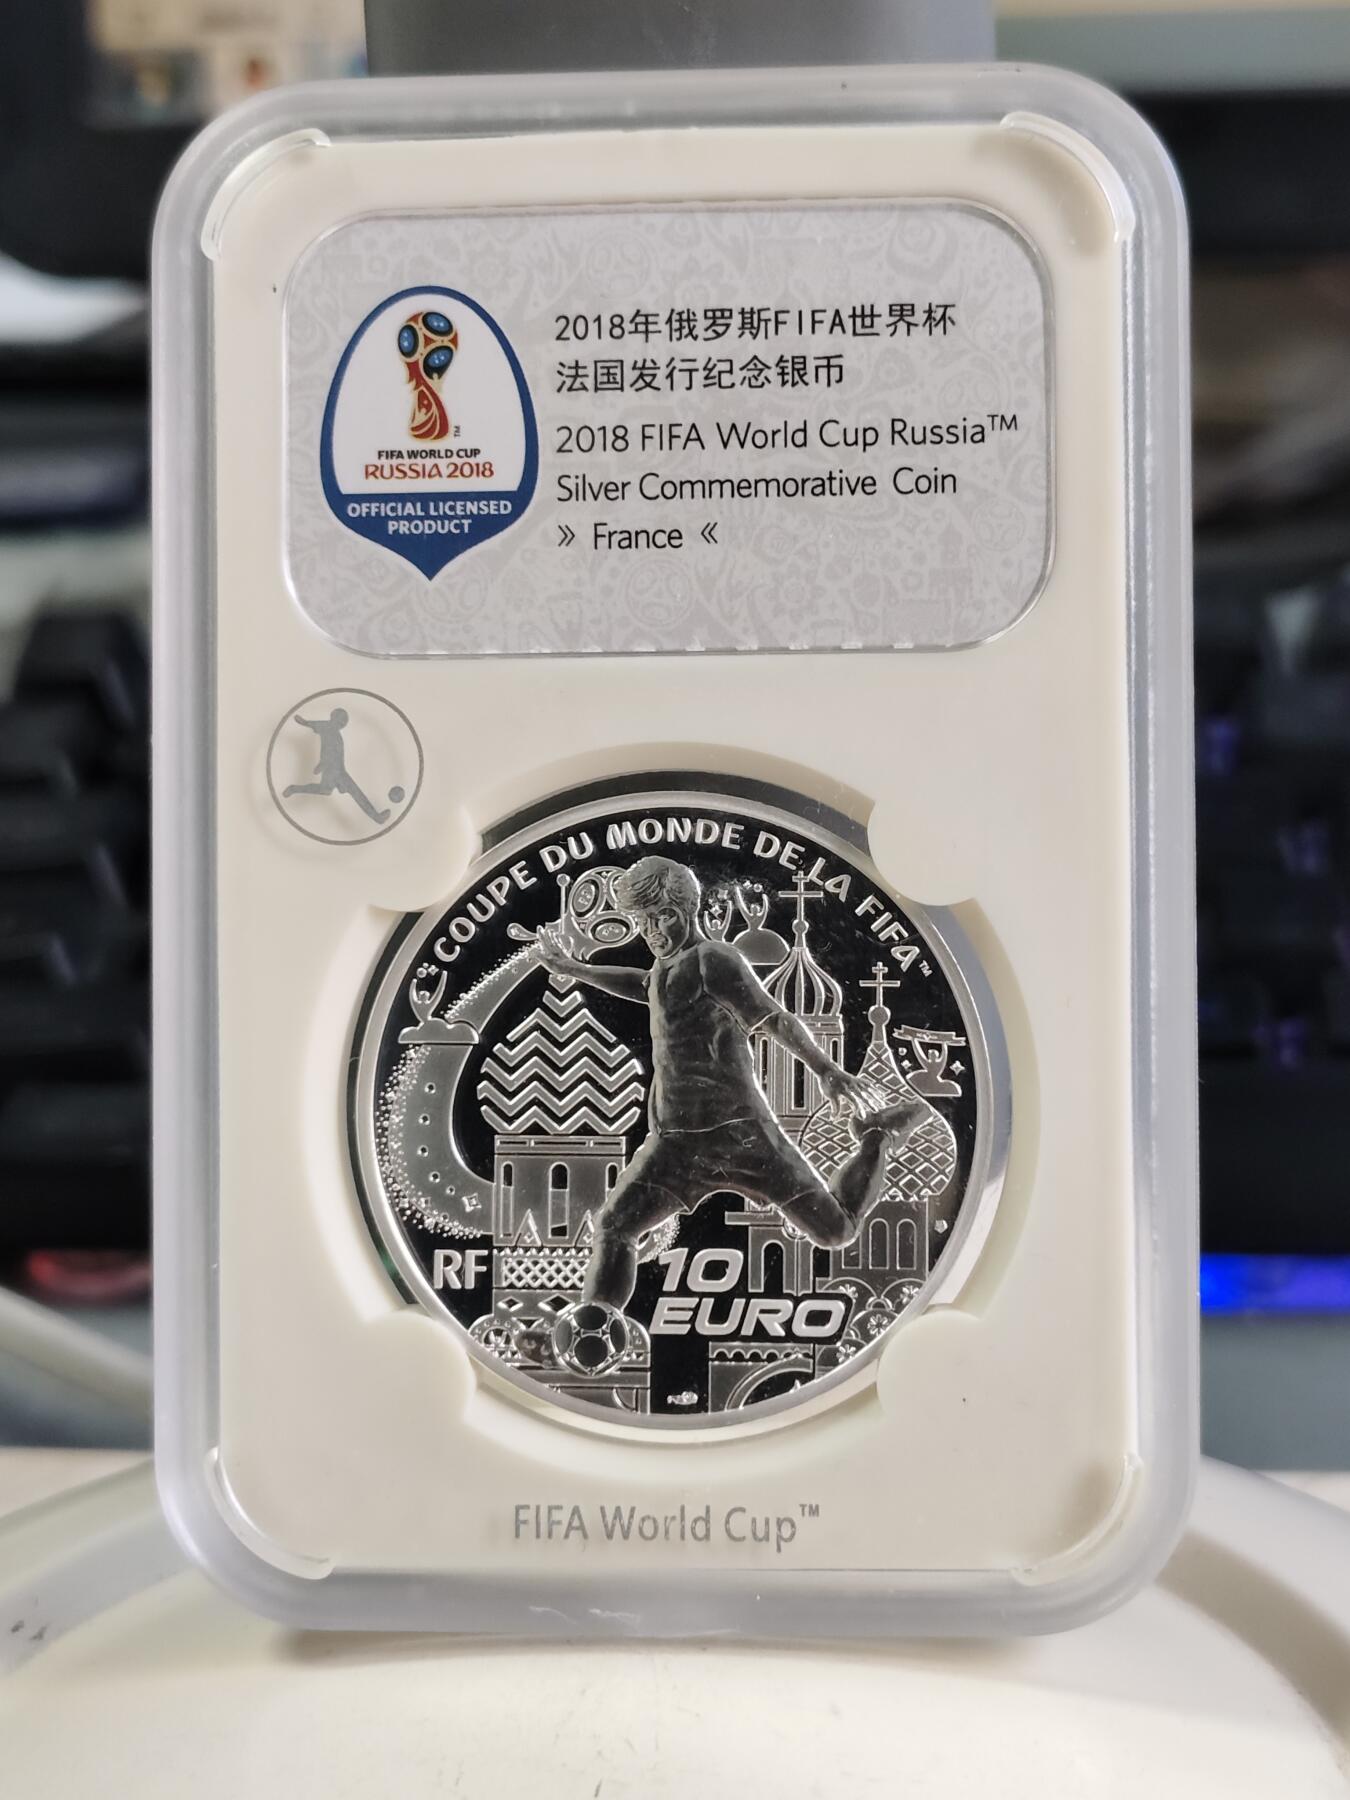 2018年俄罗斯FIFA世界杯
法国发行纪念银币
2018 FIFA World Cup Russia™
Silver Commemorative Coin
» France «
™
FIFA WORLD CUP
RUSSIA 2018
OFFICIAL LICENSED
PRODUCT
COUPE DU MONDE DE LA FIFA™
RF
10
EURO
FIFA World Cup™